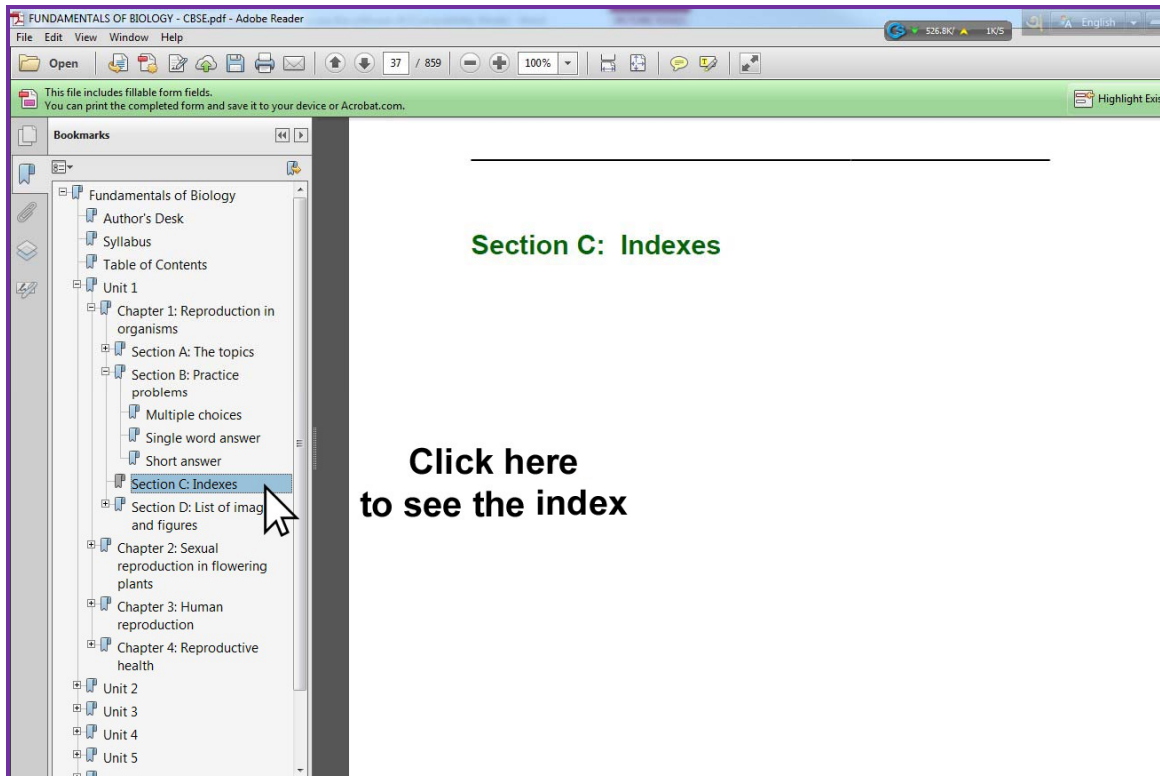 FUNDAMENTALS OF BIOLOGY - CBSE.pdf - Adobe Reader
526.8K/ 1K/S
English
File Edit View Window Help
Open 37 / 859 100%
This file includes fillable form fields.
You can print the completed form and save it to your device or Acrobat.com.
Highlight Exis
Bookmarks
Fundamentals of Biology
Author's Desk
Syllabus
Table of Contents
Unit 1
Chapter 1: Reproduction in
organisms
Section A: The topics
Section B: Practice
problems
Multiple choices
Single word answer
Short answer
Section C: Indexes
Section D: List of imag
and figures
Chapter 2: Sexual
reproduction in flowering
plants
Chapter 3: Human
reproduction
Chapter 4: Reproductive
health
Unit 2
Unit 3
Unit 4
Unit 5
Section C: Indexes
Click here
to see the index